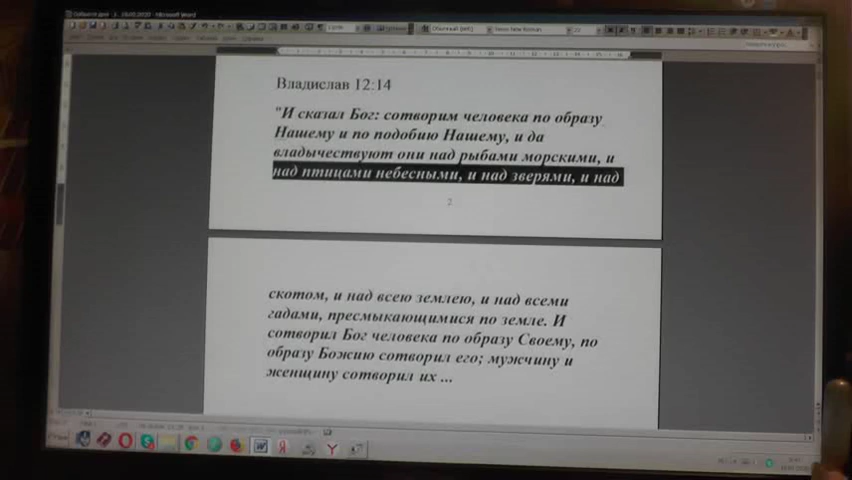 Microsoft Word
Владислав 12:14
"И сказал Бог: сотворим человека по образу
Нашему и по подобию Нашему, и да
владычествуют они над рыбами морскими, и
над птицами небесными, и над зверями, и над
2
скотом, и над всею землею, и над всеми
гадами, пресмыкающимися по земле. И
сотворил Бог человека по образу Своему, по
образу Божию сотворил его; мужчину и
женщину сотворил их ...